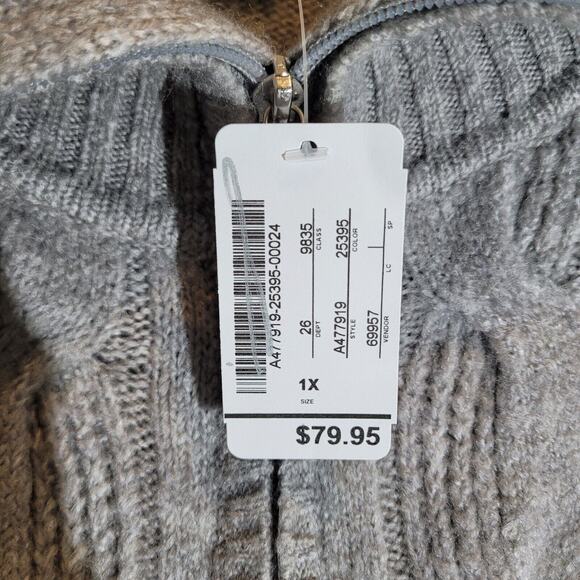 A477919-25395-00024
26 9835
DEPT CLASS
A477919 25395
STYLE COLOR
69957
VENDOR LC SP
1X
SIZE
$79.95